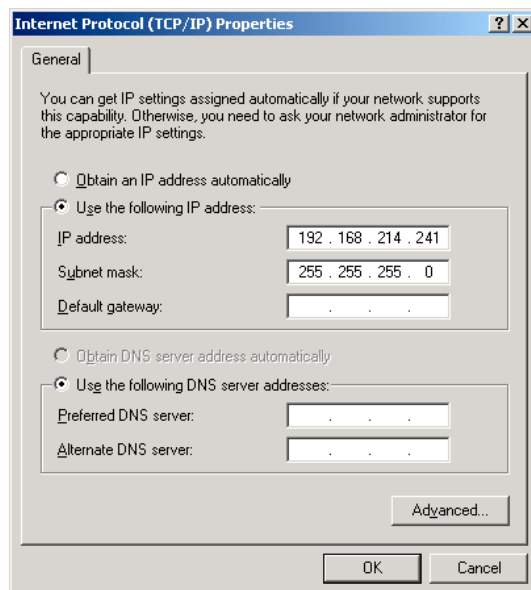 Internet Protocol (TCP/IP) Properties
General
You can get IP settings assigned automatically if your network supports
this capability. Otherwise, you need to ask your network administrator for
the appropriate IP settings.
Obtain an IP address automatically
Use the following IP address:
IP address: 192 . 168 . 214 . 241
Subnet mask: 255 . 255 . 255 . 0
Default gateway: . . .
Obtain DNS server address automatically
Use the following DNS server addresses:
Preferred DNS server: . . .
Alternate DNS server: . . .
Advanced...
OK Cancel